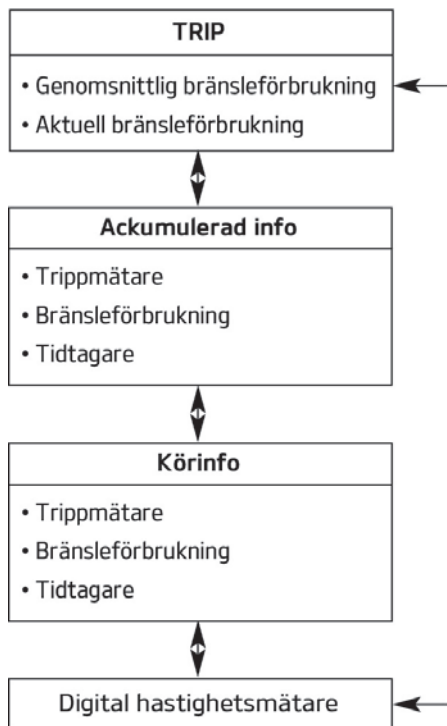 TRIP
• Genomsnittlig bränsleförbrukning
• Aktuell bränsleförbrukning
Ackumulerad info
• Trippmätare
• Bränsleförbrukning
• Tidtagare
Körinfo
• Trippmätare
• Bränsleförbrukning
• Tidtagare
Digital hastighetsmätare